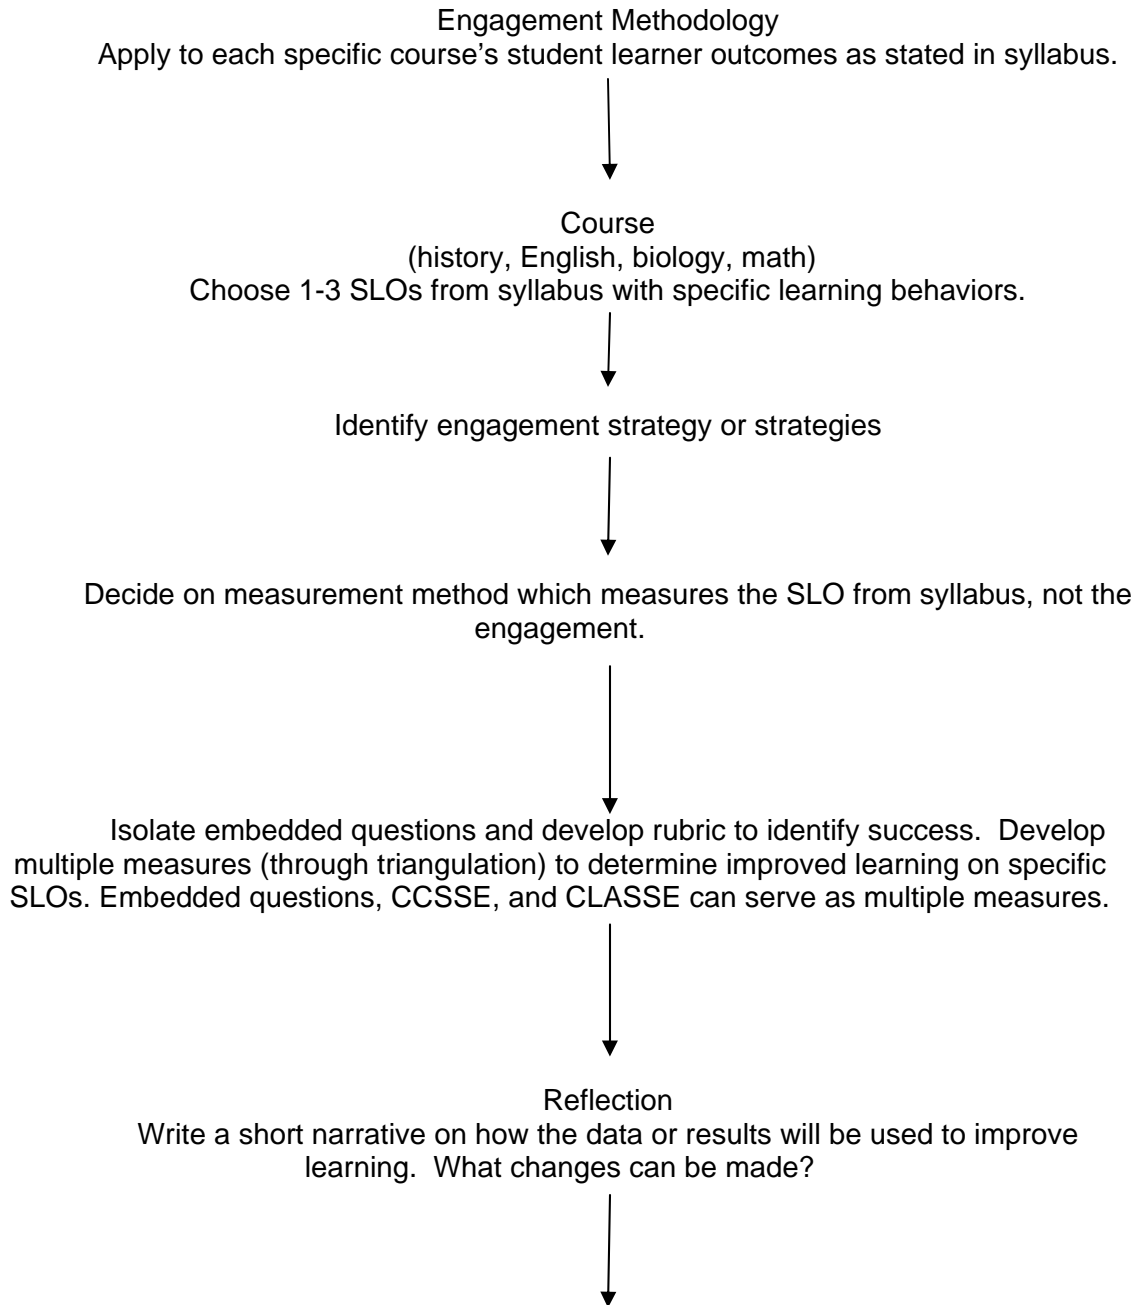 Engagement Methodology
Apply to each specific course’s student learner outcomes as stated in syllabus.
Course
(history, English, biology, math)
Choose 1-3 SLOs from syllabus with specific learning behaviors.
Identify engagement strategy or strategies
Decide on measurement method which measures the SLO from syllabus, not the
engagement.
Isolate embedded questions and develop rubric to identify success.  Develop
multiple measures (through triangulation) to determine improved learning on specific
SLOs. Embedded questions, CCSSE, and CLASSE can serve as multiple measures.
Reflection
Write a short narrative on how the data or results will be used to improve
learning.  What changes can be made?